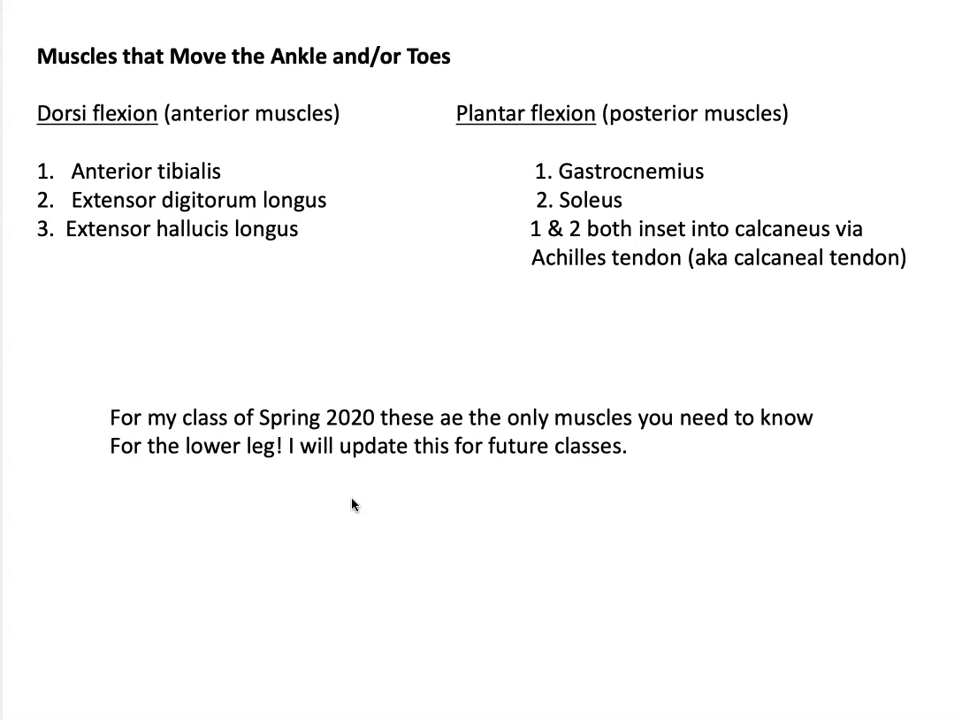 Muscles that Move the Ankle and/or Toes
Dorsi flexion (anterior muscles)
Plantar flexion (posterior muscles)
1. Anterior tibialis
2. Extensor digitorum longus
3. Extensor hallucis longus
1. Gastrocnemius
2. Soleus
1 & 2 both inset into calcaneus via
Achilles tendon (aka calcaneal tendon)
For my class of Spring 2020 these ae the only muscles you need to know
For the lower leg! I will update this for future classes.